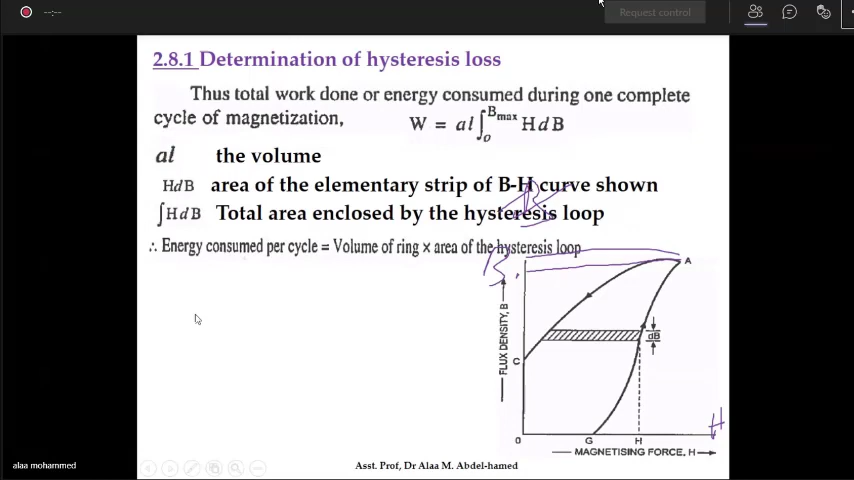 Request control
--:--
2.8.1 Determination of hysteresis loss
Thus total work done or energy consumed during one complete
cycle of magnetization, W = al∫₀^Bmax HdB
al the volume
HdB area of the elementary strip of B-H curve shown
∫HdB Total area enclosed by the hysteresis loop
∴ Energy consumed per cycle = Volume of ring × area of the hysteresis loop
B
A
FLUX DENSITY, B
dB
C
H
O G H
MAGNETISING FORCE, H
alaa mohammed
Asst. Prof, Dr Alaa M. Abdel-hamed